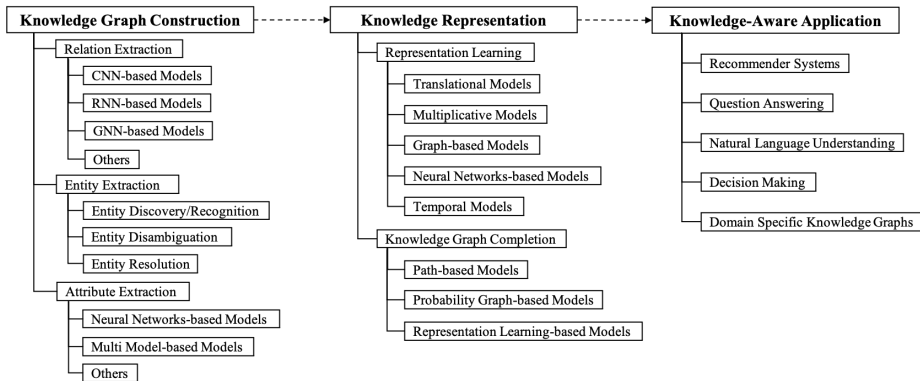 Knowledge Graph Construction
Relation Extraction
CNN-based Models
RNN-based Models
GNN-based Models
Others
Entity Extraction
Entity Discovery/Recognition
Entity Disambiguation
Entity Resolution
Attribute Extraction
Neural Networks-based Models
Multi Model-based Models
Others
Knowledge Representation
Representation Learning
Translational Models
Multiplicative Models
Graph-based Models
Neural Networks-based Models
Temporal Models
Knowledge Graph Completion
Path-based Models
Probability Graph-based Models
Representation Learning-based Models
Knowledge-Aware Application
Recommender Systems
Question Answering
Natural Language Understanding
Decision Making
Domain Specific Knowledge Graphs